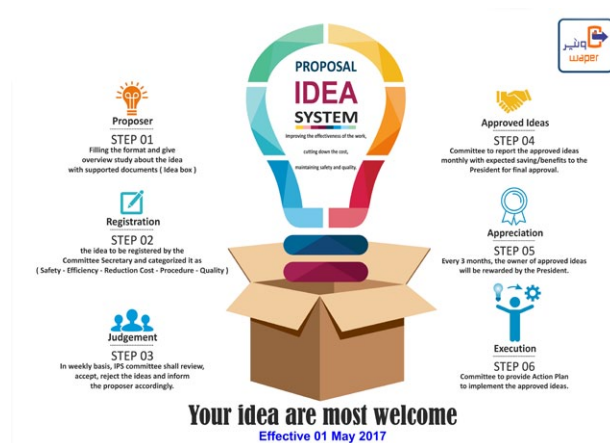 وتير
waper
PROPOSAL
IDEA
SYSTEM
Improving the effectiveness of the work,
cutting down the cost,
maintaining safety and quality.
Proposer
STEP 01
Filling the format and give
overview study about the idea
with supported documents ( Idea box )
Registration
STEP 02
the idea to be registered by the
Committee Secretary and categorized it as
( Safety - Efficiency - Reduction Cost - Procedure - Quality )
Judgement
STEP 03
In weekly basis, IPS committee shall review,
accept, reject the ideas and inform
the proposer accordingly.
Approved Ideas
STEP 04
Committee to report the approved ideas
monthly with expected saving/benefits to the
President for final approval.
Appreciation
STEP 05
Every 3 months, the owner of approved ideas
will be rewarded by the President.
Execution
STEP 06
Committee to provide Action Plan
to implement the approved ideas.
Your idea are most welcome
Effective 01 May 2017